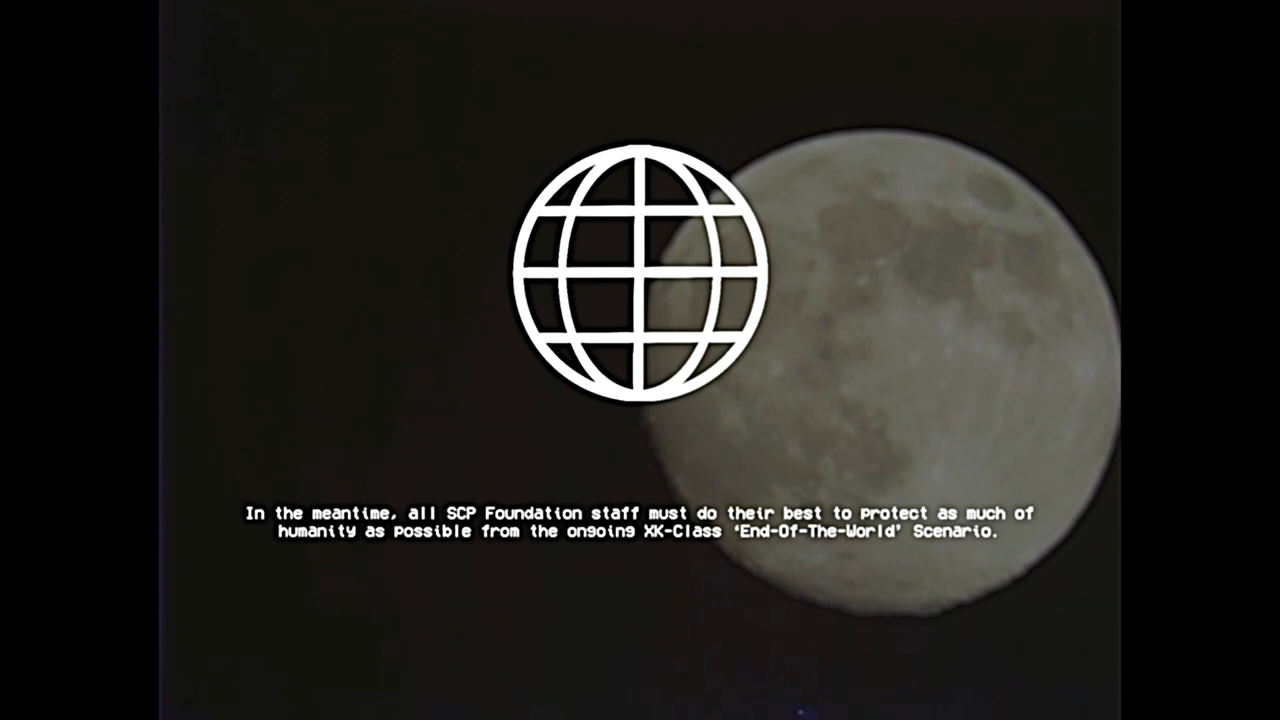 In the meantime, all SCP Foundation staff must do their best to protect as much of
humanity as possible from the ongoing XK-Class ‘End-Of-The-World’ Scenario.